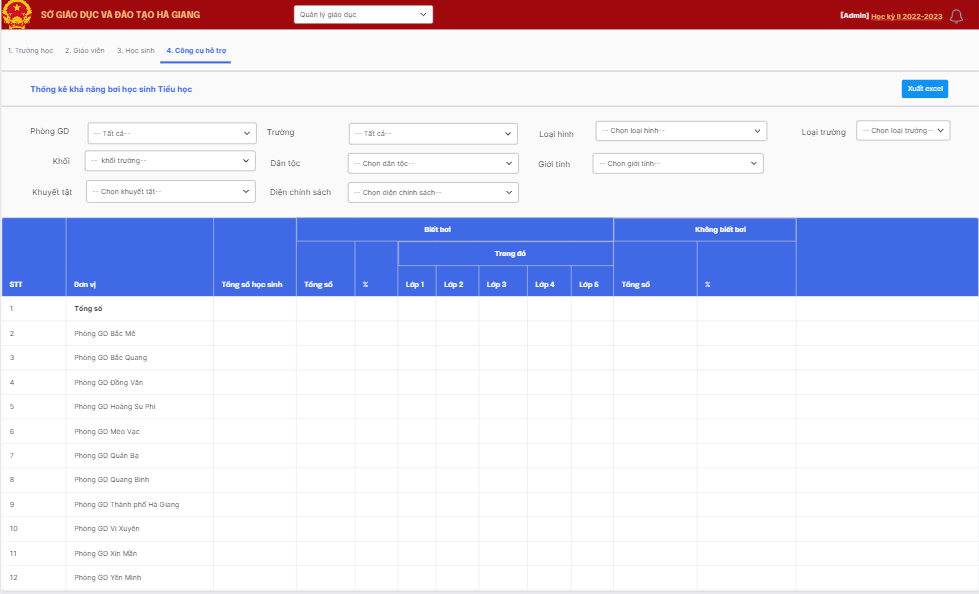 SỞ GIÁO DỤC VÀ ĐÀO TẠO HÀ GIANG
Quản lý giáo dục
[Admin] Học kỳ II 2022-2023
1. Trường học 2. Giáo viên 3. Học sinh 4. Công cụ hỗ trợ
Thống kê khả năng bơi học sinh Tiểu học
Xuất excel
Phòng GD -- Tất cả-- Trường -- Tất cả-- Loại hình -- Chọn loại hình-- Loại trường -- Chọn loại trường--
Khối -- khối trường-- Dân tộc -- Chọn dân tộc-- Giới tính -- Chọn giới tính--
Khuyết tật -- Chọn khuyết tật-- Diện chính sách -- Chọn diện chính sách--
Biết bơi Không biết bơi
Trong đó
STT Đơn vị Tổng số học sinh Tổng số % Lớp 1 Lớp 2 Lớp 3 Lớp 4 Lớp 5 Tổng số %
1 Tổng số
2 Phòng GD Bắc Mê
3 Phòng GD Bắc Quang
4 Phòng GD Đồng Văn
5 Phòng GD Hoàng Su Phì
6 Phòng GD Mèo Vạc
7 Phòng GD Quản Bạ
8 Phòng GD Quang Bình
9 Phòng GD Thành phố Hà Giang
10 Phòng GD Vị Xuyên
11 Phòng GD Xín Mần
12 Phòng GD Yên Minh